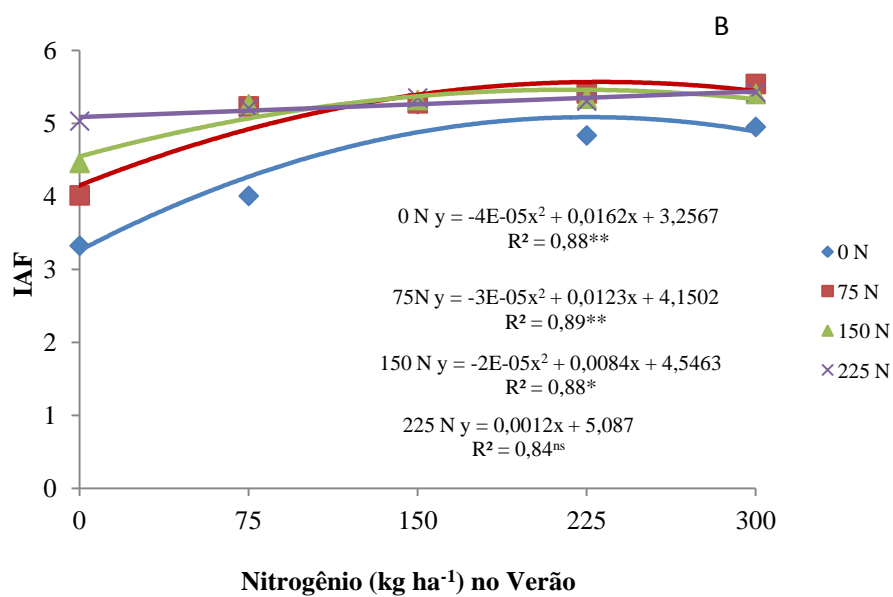 B
6
5
4
3
2
1
0
IAF
0 N y = -4E-05x² + 0,0162x + 3,2567
R² = 0,88**
75N y = -3E-05x² + 0,0123x + 4,1502
R² = 0,89**
150 N y = -2E-05x² + 0,0084x + 4,5463
R² = 0,88*
225 N y = 0,0012x + 5,087
R² = 0,84ⁿˢ
0 N
75 N
150 N
225 N
0 75 150 225 300
Nitrogênio (kg ha⁻¹) no Verão